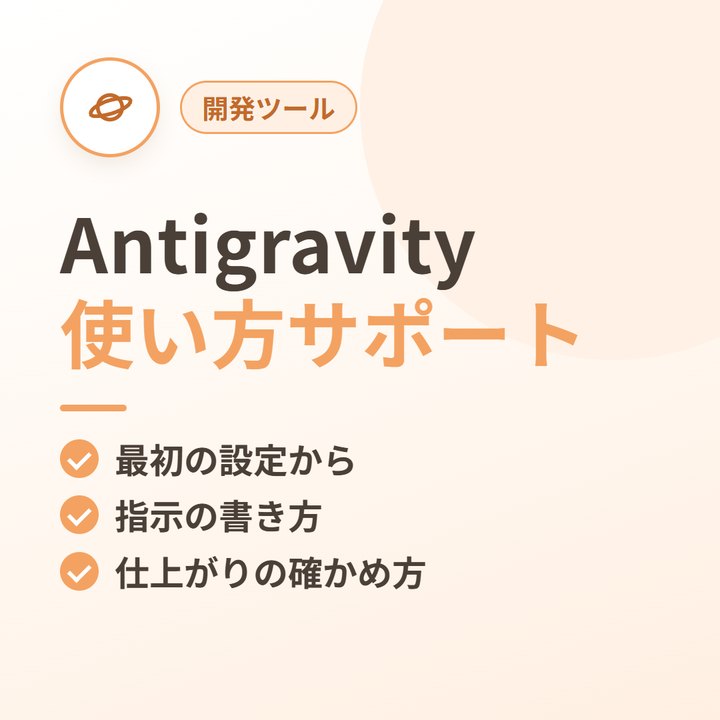 開発ツール
Antigravity
使い方サポート
最初の設定から
指示の書き方
仕上がりの確かめ方